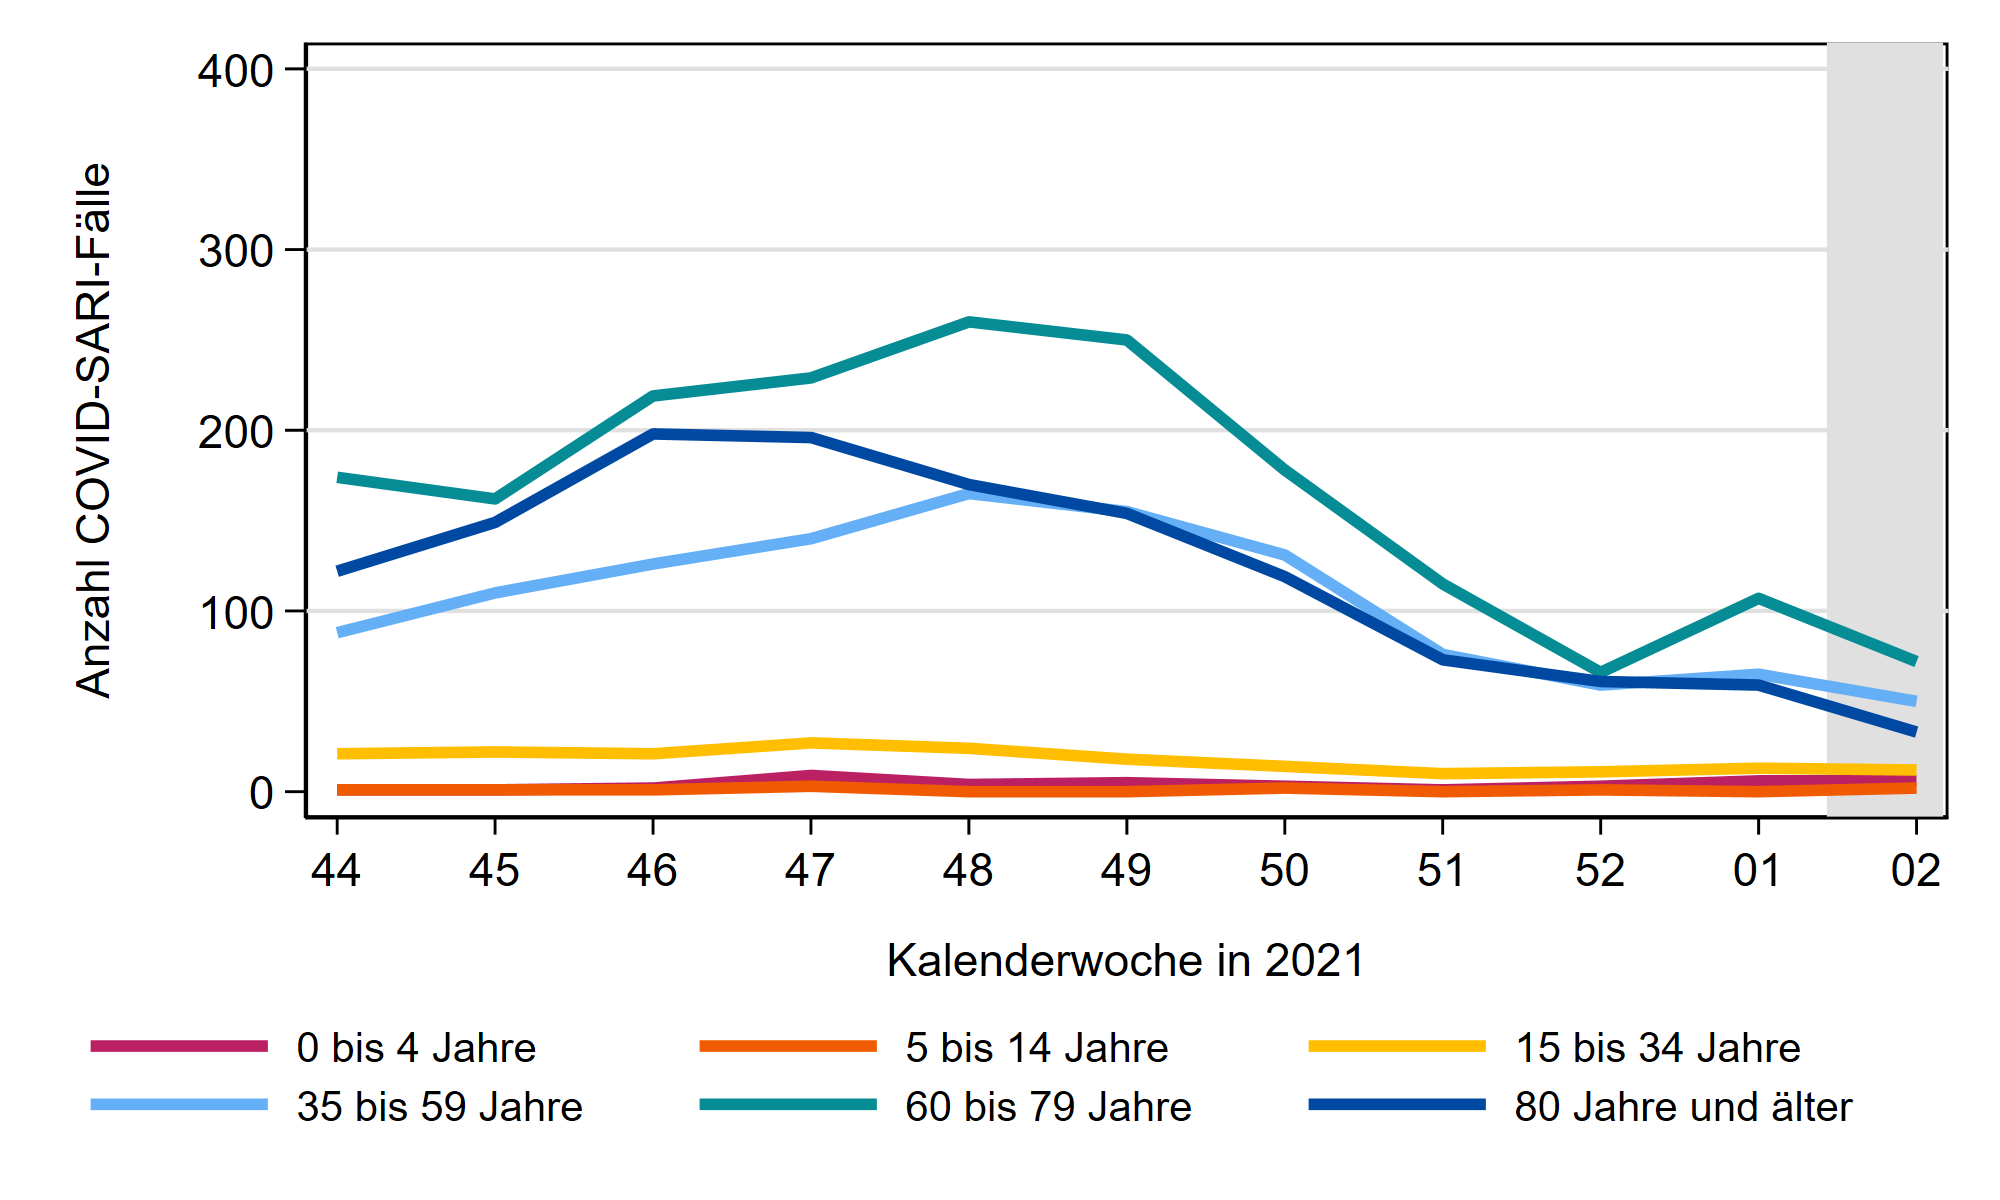 Anzahl COVID-SARI-Fälle
400
300
200
100
0
44 45 46 47 48 49 50 51 52 01 02
Kalenderwoche in 2021
0 bis 4 Jahre 5 bis 14 Jahre 15 bis 34 Jahre
35 bis 59 Jahre 60 bis 79 Jahre 80 Jahre und älter